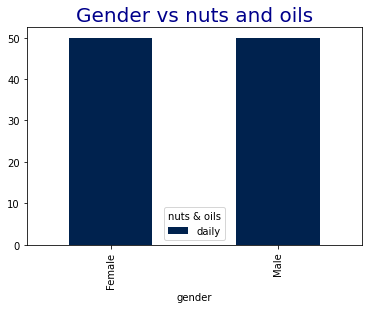 Gender vs nuts and oils
50
40
30
20
10
0
nuts & oils
daily
Female
Male
gender